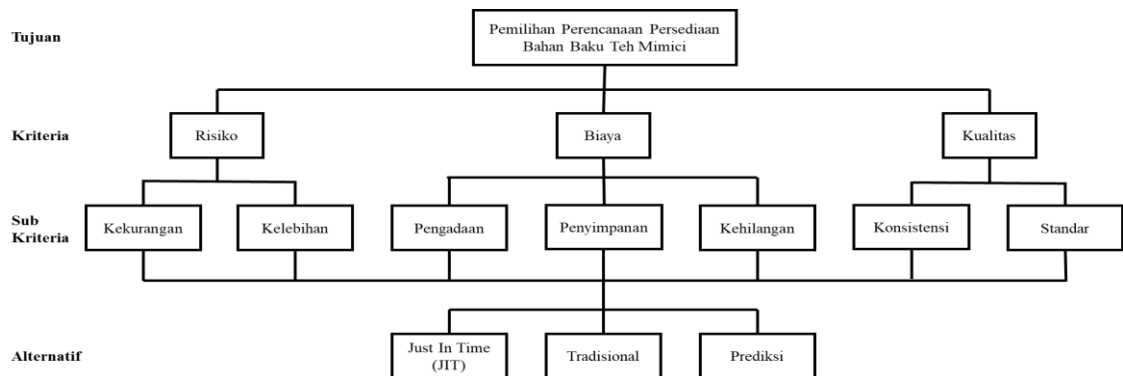 Tujuan
Pemilihan Perencanaan Persediaan
Bahan Baku Teh Mimici
Kriteria
Risiko
Biaya
Kualitas
Sub
Kriteria
Kekurangan
Kelebihan
Pengadaan
Penyimpanan
Kehilangan
Konsistensi
Standar
Alternatif
Just In Time
(JIT)
Tradisional
Prediksi